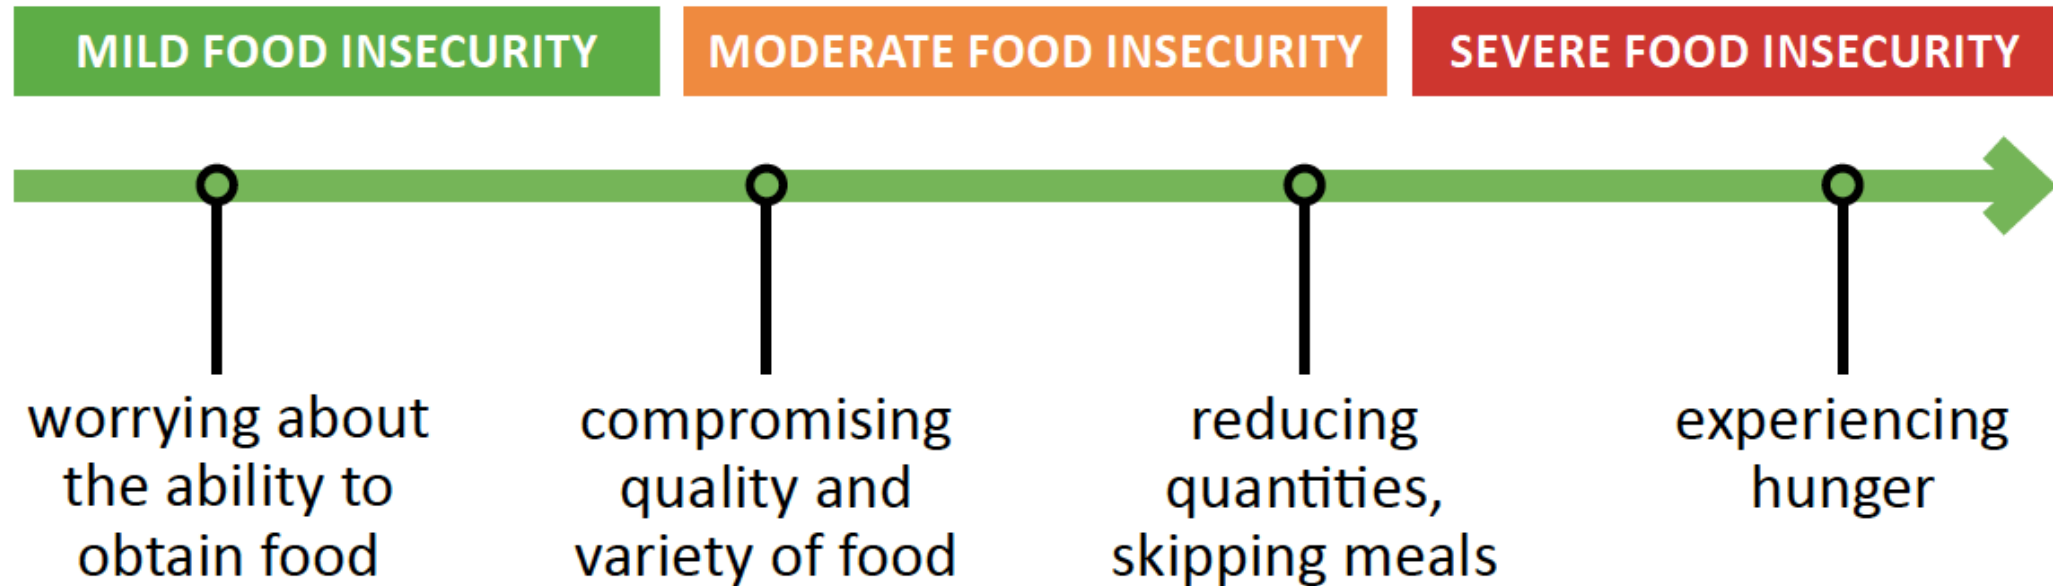 MILD FOOD INSECURITY
MODERATE FOOD INSECURITY
SEVERE FOOD INSECURITY
worrying about
the ability to
obtain food
compromising
quality and
variety of food
reducing
quantities,
skipping meals
experiencing
hunger